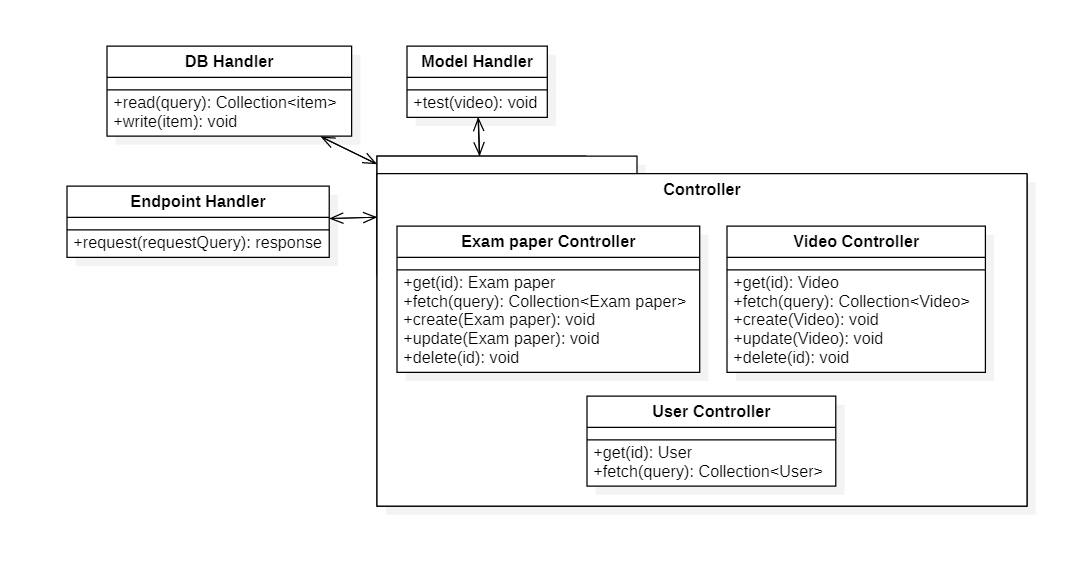 DB Handler
+read(query): Collection<item>
+write(item): void
Model Handler
+test(video): void
Endpoint Handler
+request(requestQuery): response
Controller
Exam paper Controller
+get(id): Exam paper
+fetch(query): Collection<Exam paper>
+create(Exam paper): void
+update(Exam paper): void
+delete(id): void
Video Controller
+get(id): Video
+fetch(query): Collection<Video>
+create(Video): void
+update(Video): void
+delete(id): void
User Controller
+get(id): User
+fetch(query): Collection<User>